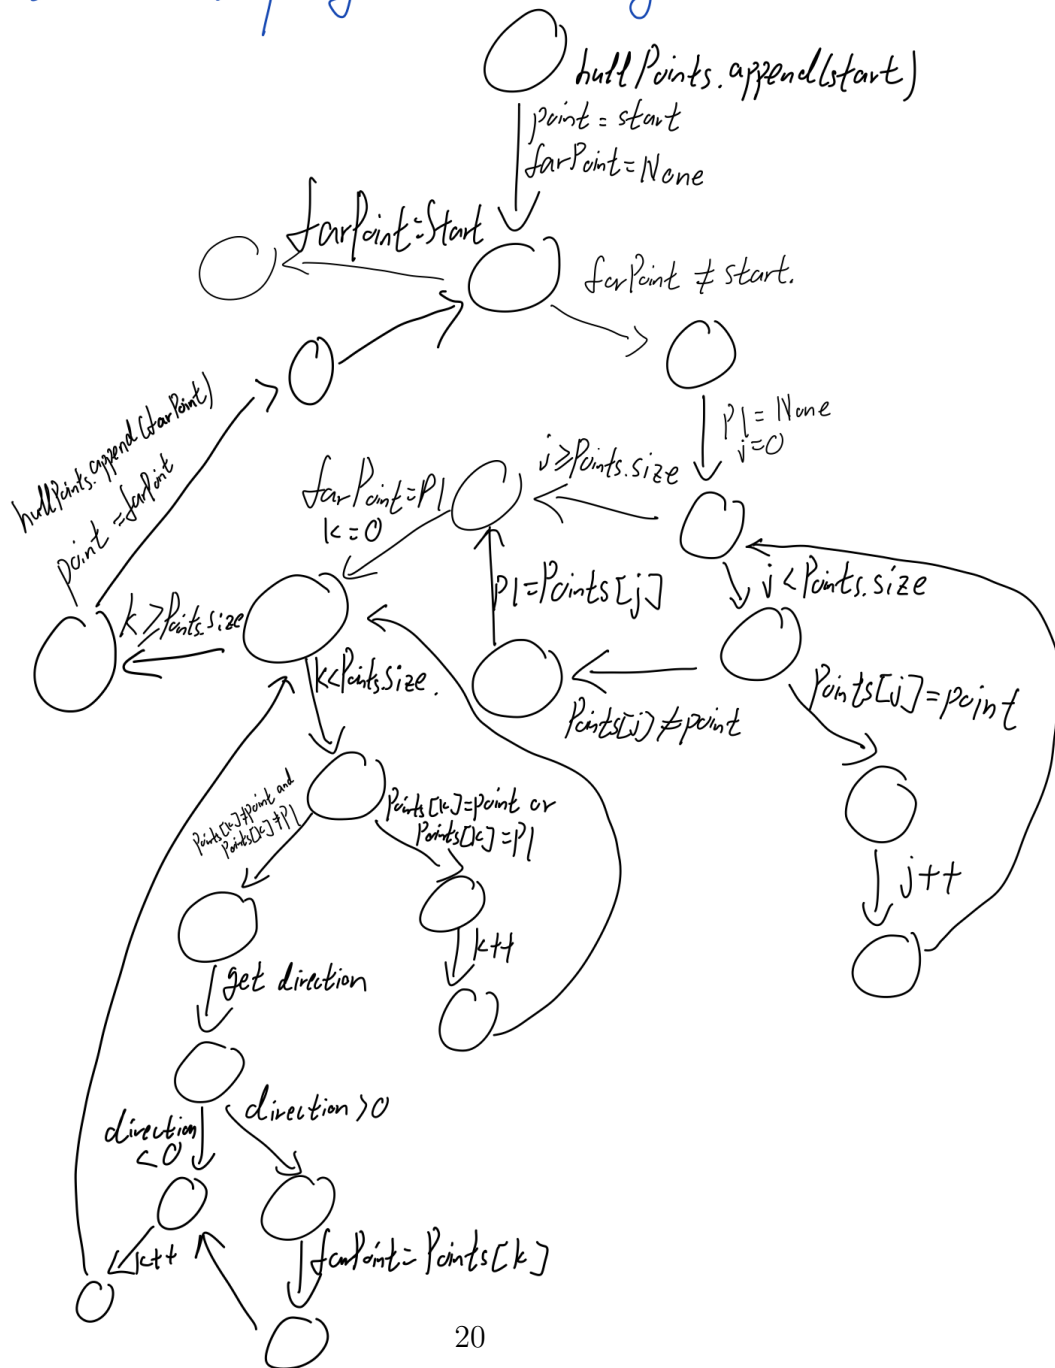 hullPoints.append(start)
point = start
farPoint = None
farPoint = Start
farPoint ≠ start.
P1 = None
j=0
hullPoints.append(farPoint)
point = farPoint
j ≥ Points.size
farPoint = P1
k = 0
j < Points.size
P1 = Points[j]
k ≥ Points.size
k < Points.size.
Points[j] = point
Points[j] ≠ point
Points[k] ≠ point and
Points[k] ≠ P1
Points[k] = point or
Points[k] = P1
j++
k++
get direction
direction > 0
direction
< 0
k++
farPoint = Points[k]
20